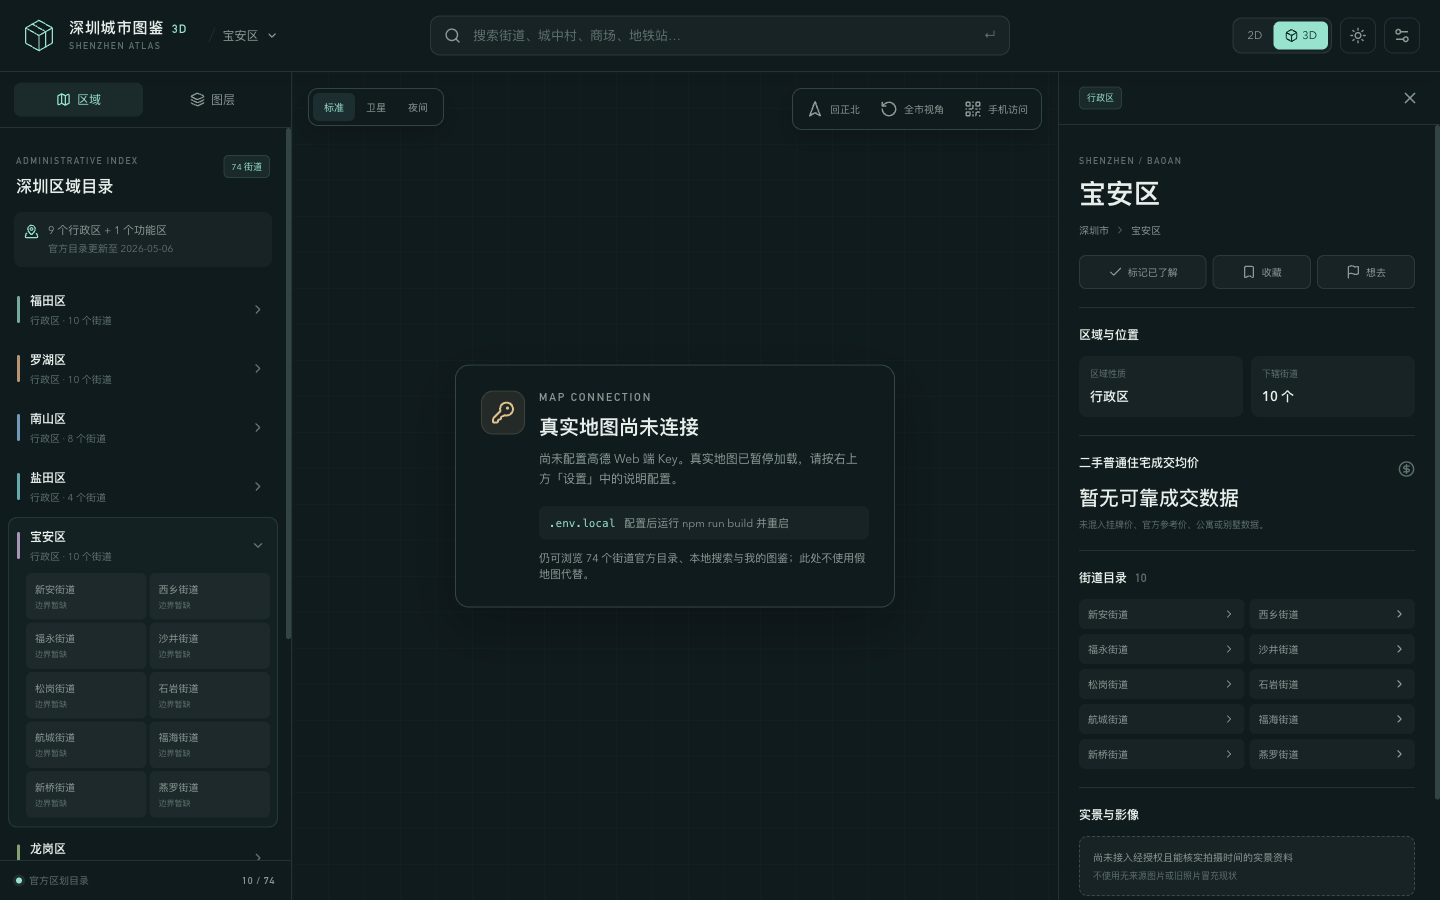 深圳城市图鉴 3D
SHENZHEN ATLAS
/ 宝安区
搜索街道、城中村、商场、地铁站...
2D
3D
区域
图层
ADMINISTRATIVE INDEX
深圳区域目录
74 街道
9 个行政区 + 1 个功能区
官方目录更新至 2026-05-06
福田区
行政区 · 10 个街道
罗湖区
行政区 · 10 个街道
南山区
行政区 · 8 个街道
盐田区
行政区 · 4 个街道
宝安区
行政区 · 10 个街道
新安街道
边界暂缺
西乡街道
边界暂缺
福永街道
边界暂缺
沙井街道
边界暂缺
松岗街道
边界暂缺
石岩街道
边界暂缺
航城街道
边界暂缺
福海街道
边界暂缺
新桥街道
边界暂缺
燕罗街道
边界暂缺
龙岗区
官方区划目录
10 / 74
标准
卫星
夜间
回正北
全市视角
手机访问
MAP CONNECTION
真实地图尚未连接
尚未配置高德 Web 端 Key。真实地图已暂停加载，请按右上
方「设置」中的说明配置。
.env.local 配置后运行 npm run build 并重启
仍可浏览 74 个街道官方目录、本地搜索与我的图鉴；此处不使用假
地图代替。
行政区
SHENZHEN / BAOAN
宝安区
深圳市 > 宝安区
标记已了解
收藏
想去
区域与位置
区域性质
行政区
下辖街道
10 个
二手普通住宅成交均价
暂无可靠成交数据
未混入挂牌价、官方参考价、公寓或别墅数据。
街道目录 10
新安街道
西乡街道
福永街道
沙井街道
松岗街道
石岩街道
航城街道
福海街道
新桥街道
燕罗街道
实景与影像
尚未接入经授权且能核实拍摄时间的实景资料
不使用无来源图片或旧照片冒充现状